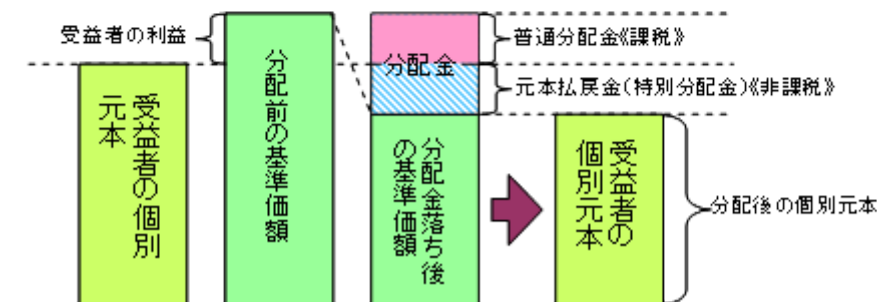 受益者の利益
普通分配金《課税》
分配金
元本払戻金(特別分配金)《非課税》
受益者の個別
元本
分配前の基準価額
分配金落ち後
の基準価額
受益者の
個別元本
分配後の個別元本